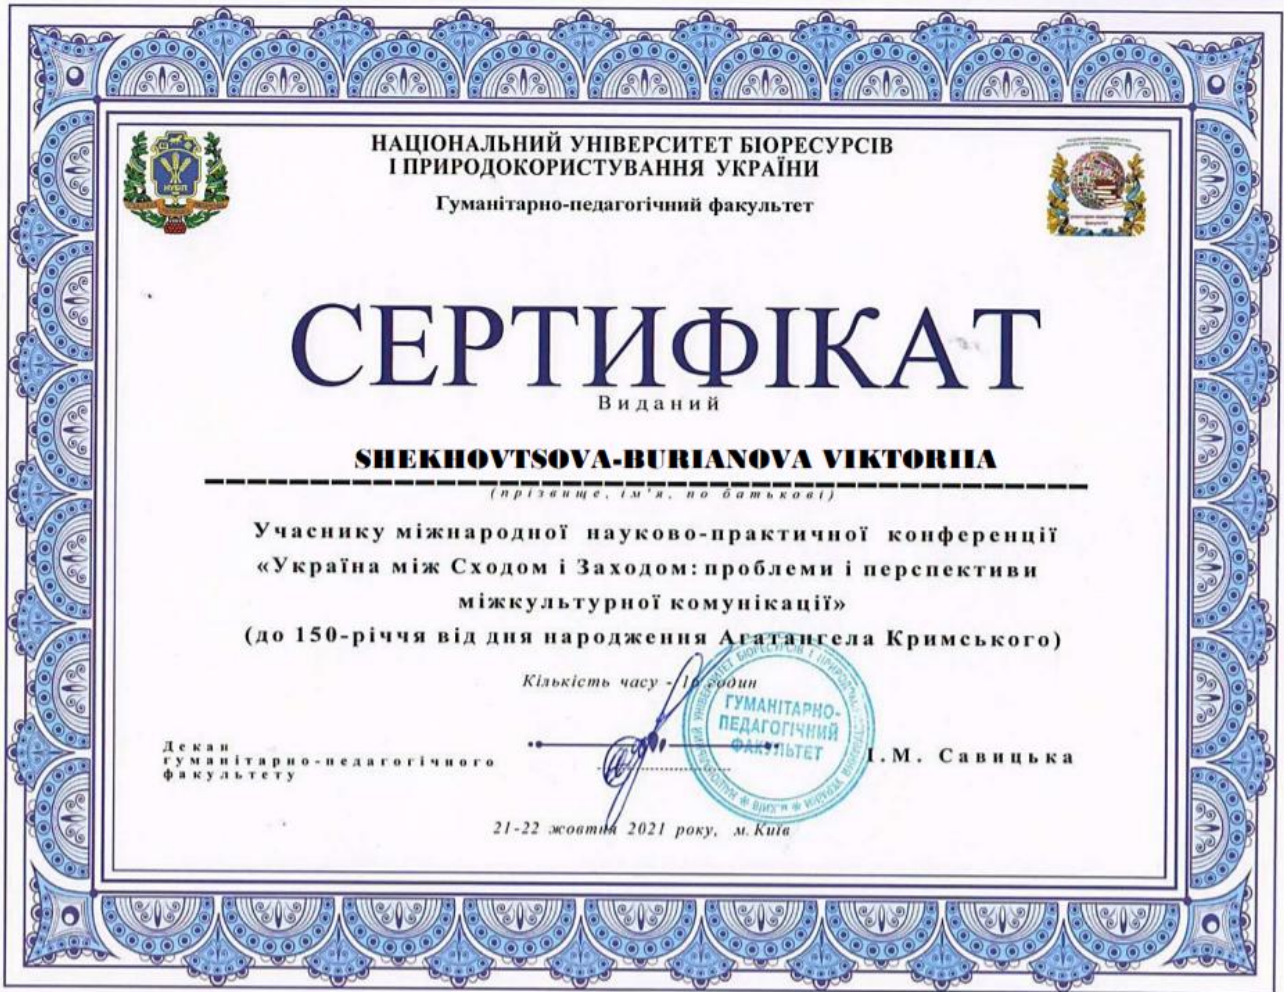 НАЦІОНАЛЬНИЙ УНІВЕРСИТЕТ БІОРЕСУРСІВ
І ПРИРОДОКОРИСТУВАННЯ УКРАЇНИ
Гуманітарно-педагогічний факультет
НУБІП
СЕРТИФІКАТ
Виданий
SHEKHOVTSOVA-BURIANOVA VIKTORIIA
(прізвище, ім'я, по батькові)
Учаснику міжнародної науково-практичної конференції
«Україна між Сходом і Заходом: проблеми і перспективи
міжкультурної комунікації»
(до 150-річчя від дня народження Агатангела Кримського)
Кількість часу - 16 годин
ГУМАНІТАРНО-
ПЕДАГОГІЧНИЙ
ФАКУЛЬТЕТ
Декан
гуманітарно-педагогічного
факультету
І.М. Савицька
21-22 жовтня 2021 року, м. Київ